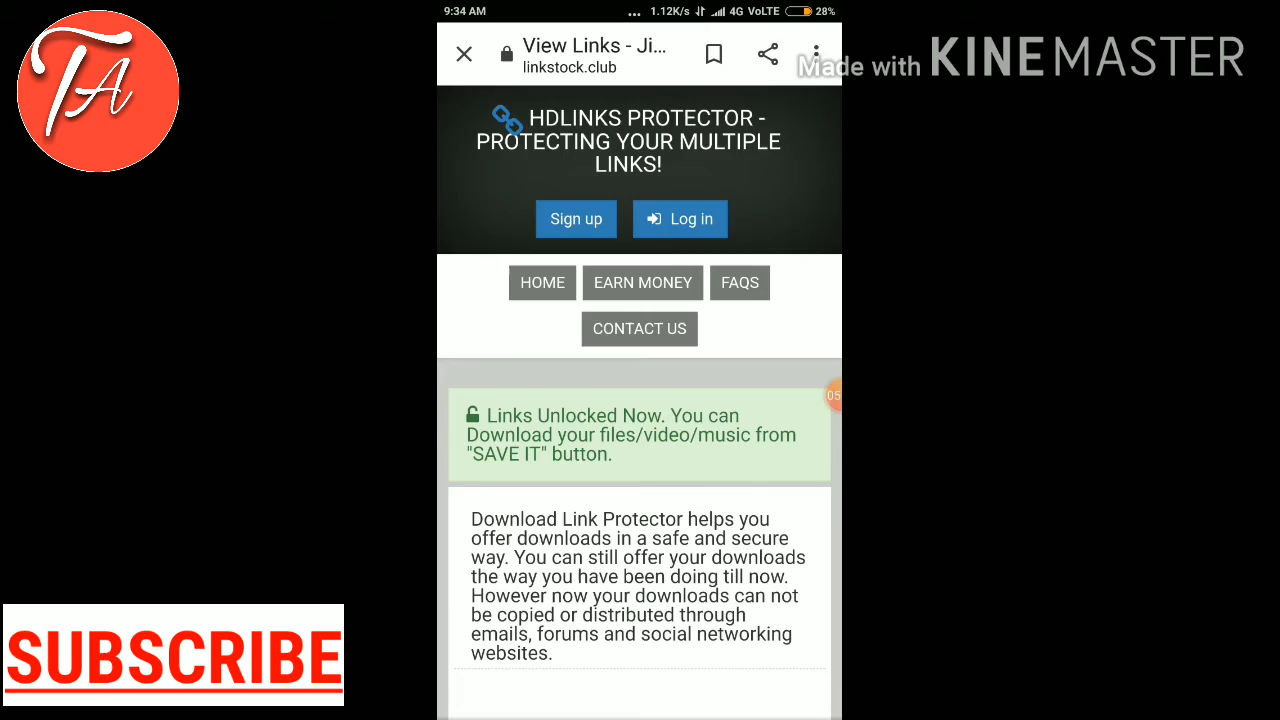 9:34 AM ... 1.12K/s 4G VoLTE 28%
TA
View Links - Ji...
linkstock.club
Made with KINEMASTER
HDLINKS PROTECTOR -
PROTECTING YOUR MULTIPLE
LINKS!
Sign up Log in
HOME EARN MONEY FAQS
CONTACT US
05
Links Unlocked Now. You can
Download your files/video/music from
"SAVE IT" button.
Download Link Protector helps you
offer downloads in a safe and secure
way. You can still offer your downloads
the way you have been doing till now.
However now your downloads can not
be copied or distributed through
emails, forums and social networking
websites.
SUBSCRIBE